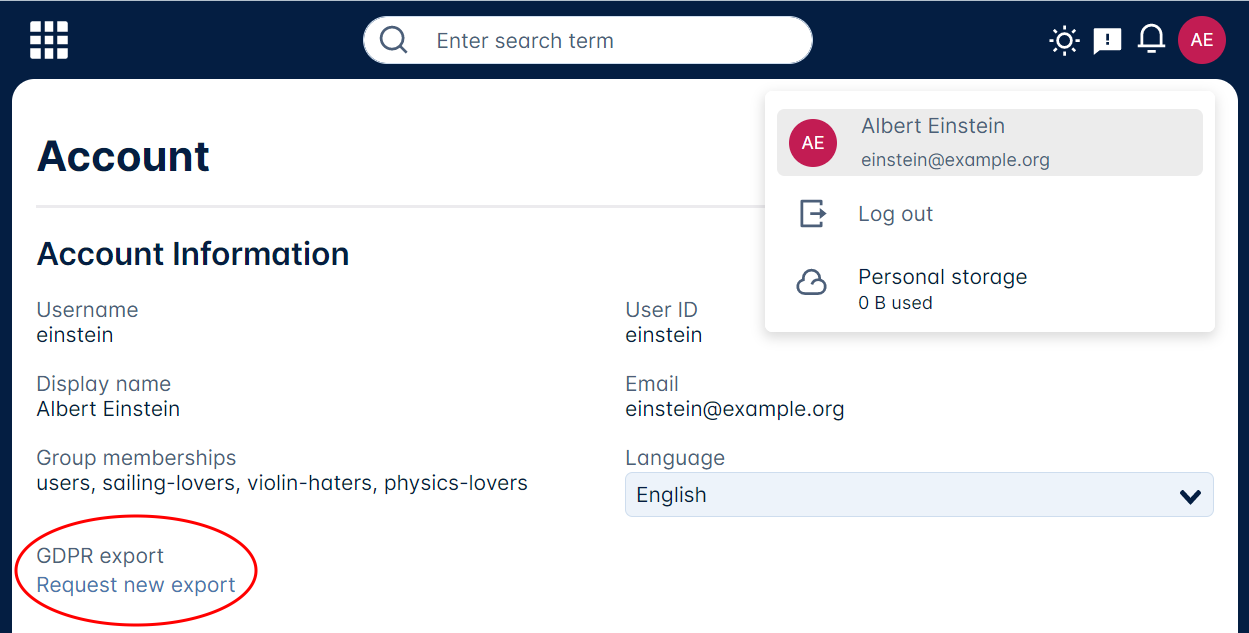 Enter search term
AE
Account
AE
Albert Einstein
einstein@example.org
Log out
Personal storage
0 B used
Account Information
Username
einstein
User ID
einstein
Display name
Albert Einstein
Email
einstein@example.org
Group memberships
users, sailing-lovers, violin-haters, physics-lovers
Language
English
GDPR export
Request new export